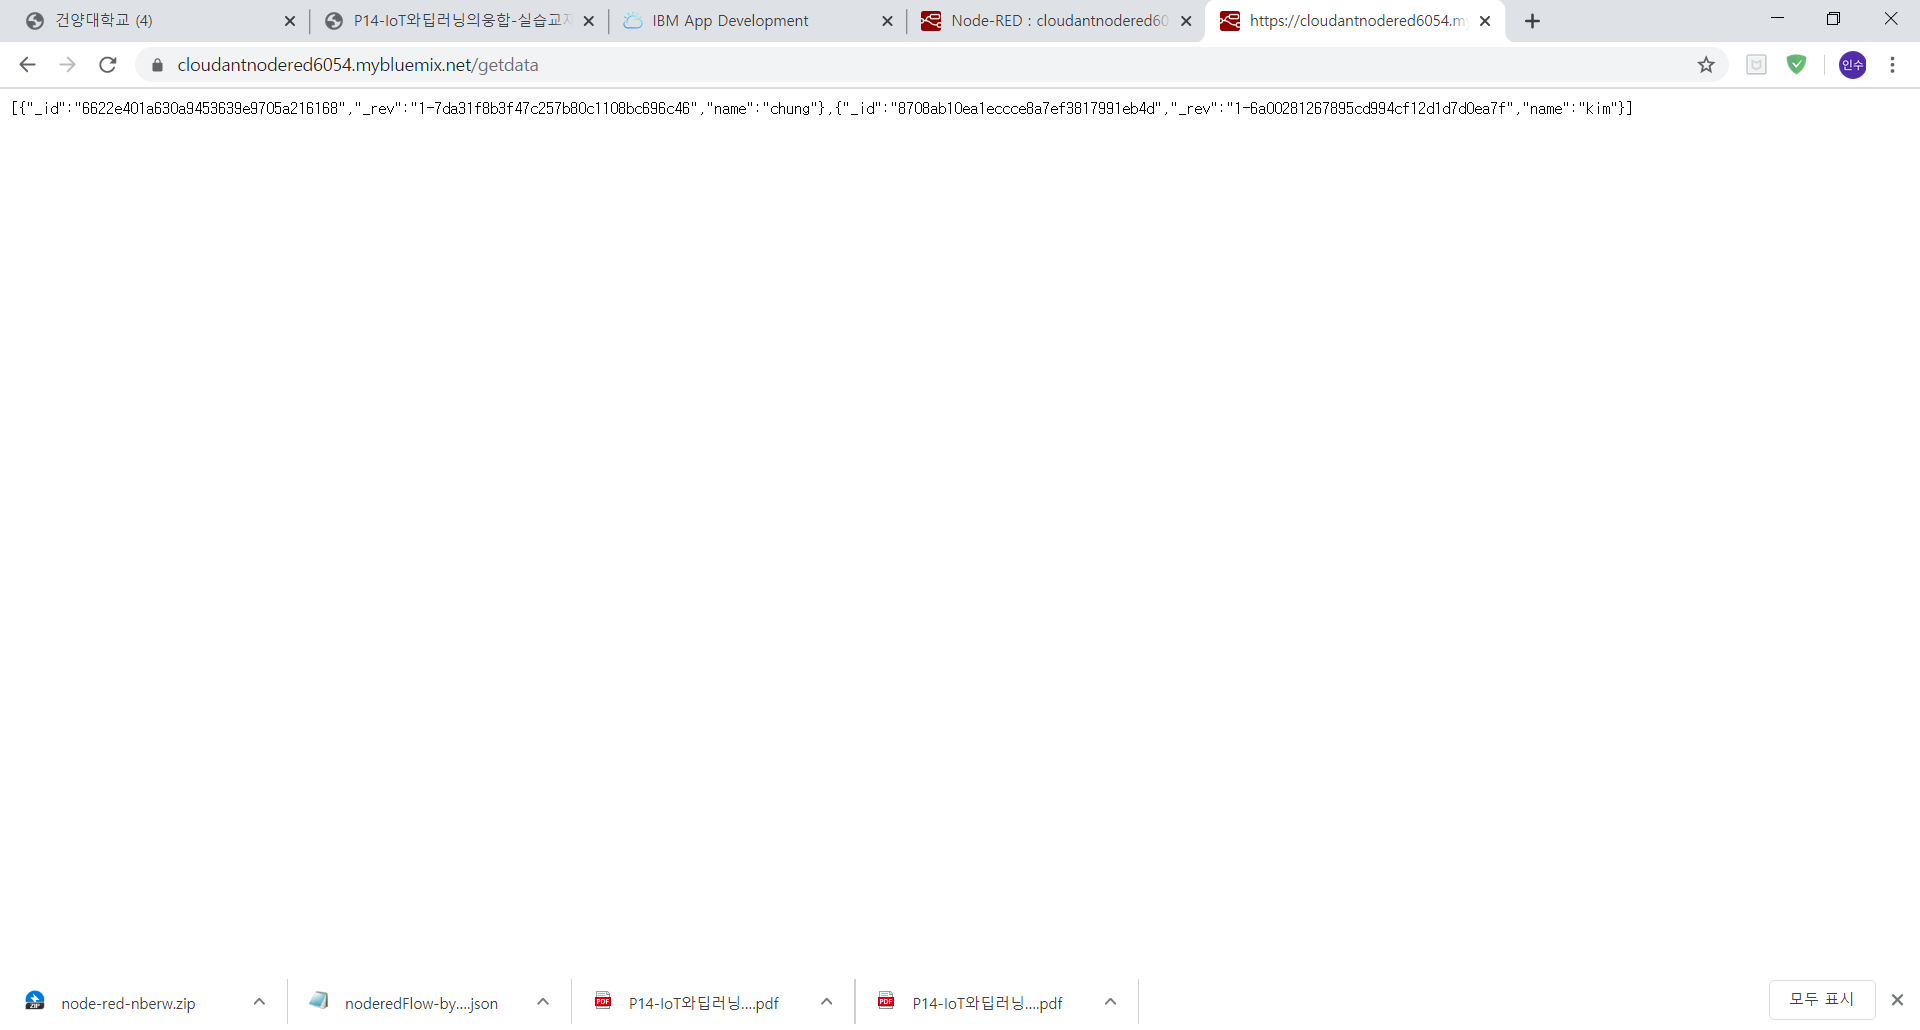 건양대학교 (4)
P14-IoT와딥러닝의융합-실습교
IBM App Development
Node-RED : cloudantnodered60
https://cloudantnodered6054.m
cloudantnodered6054.mybluemix.net/getdata
인수
[{"_id":"6622e401a630a9453639e9705a216168","_rev":"1-7da31f8b3f47c257b80c1108bc696c46","name":"chung"},{"_id":"8708ab10ea1eccce8a7ef3817991eb4d","_rev":"1-6a00281267895cd994cf12d1d7d0ea7f","name":"kim"}]
node-red-nberw.zip
noderedFlow-by....json
P14-IoT와딥러닝....pdf
P14-IoT와딥러닝....pdf
모두 표시